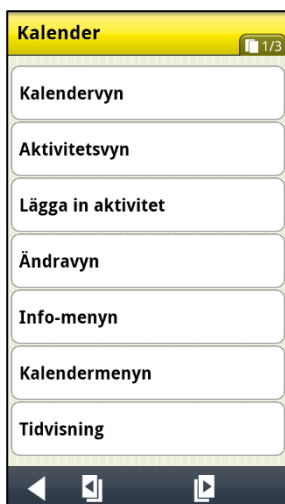 Kalender
1/3
Kalendervyn
Aktivitetsvyn
Lägga in aktivitet
Ändravyn
Info-menyn
Kalendermenyn
Tidvisning